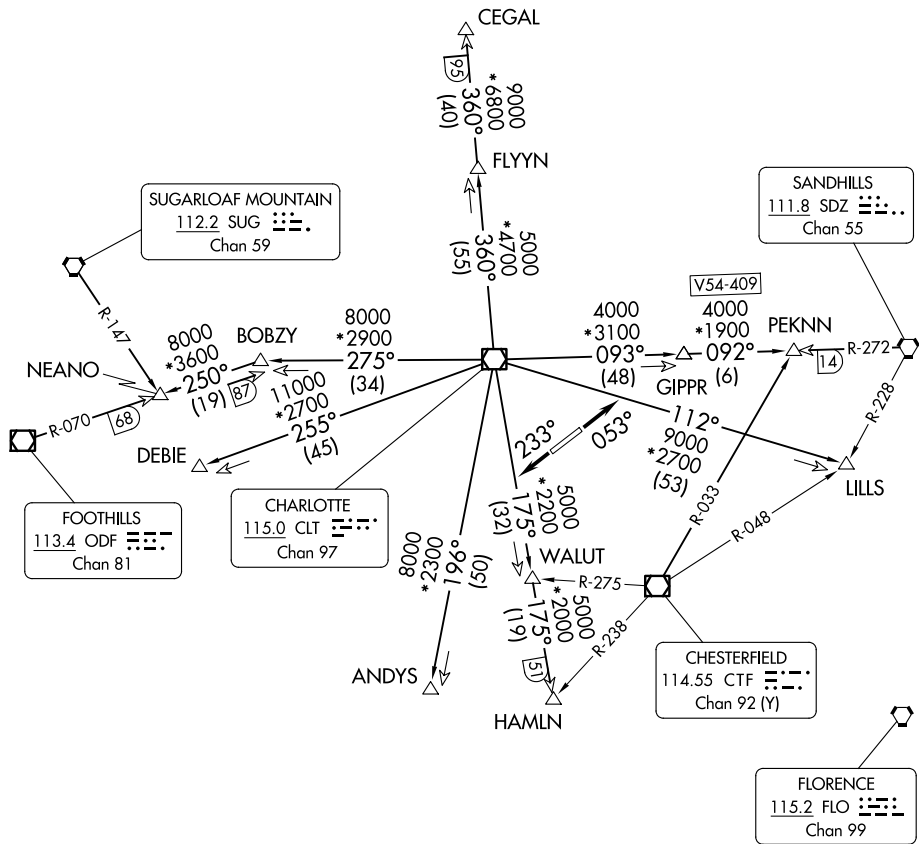 CEGAL
95
9000
*6800
360°
(40)
FLYYN
5000
*4700
360°
(55)
SUGARLOAF MOUNTAIN
112.2 SUG
Chan 59
SANDHILLS
111.8 SDZ
Chan 55
R-147
NEANO
BOBZY
8000
*3600
250°
(19)
87
8000
*2900
275°
(34)
4000
*3100
093°
(48)
V54-409
4000
*1900
092°
(6)
PEKNN
14
R-272
GIPPR
R-228
R-070
68
11000
*2700
255°
(45)
DEBIE
233°
053°
112°
9000
*2700
(53)
LILLS
R-033
R-048
FOOTHILLS
113.4 ODF
Chan 81
CHARLOTTE
115.0 CLT
Chan 97
5000
*2200
175°
(32)
WALUT
R-275
8000
*2300
199°
(50)
5000
*2000
175°
(19)
51
R-238
ANDYS
HAMLN
CHESTERFIELD
114.55 CTF
Chan 92 (Y)
FLORENCE
115.2 FLO
Chan 99